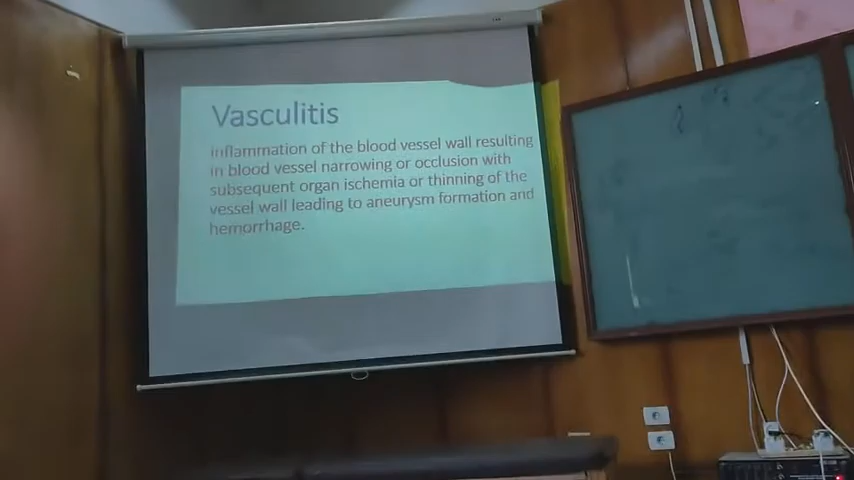 Vasculitis
inflammation of the blood vessel wall resulting
in blood vessel narrowing or occlusion with
subsequent organ ischemia or thinning of the
vessel wall leading to aneurysm formation and
hemorrhage.